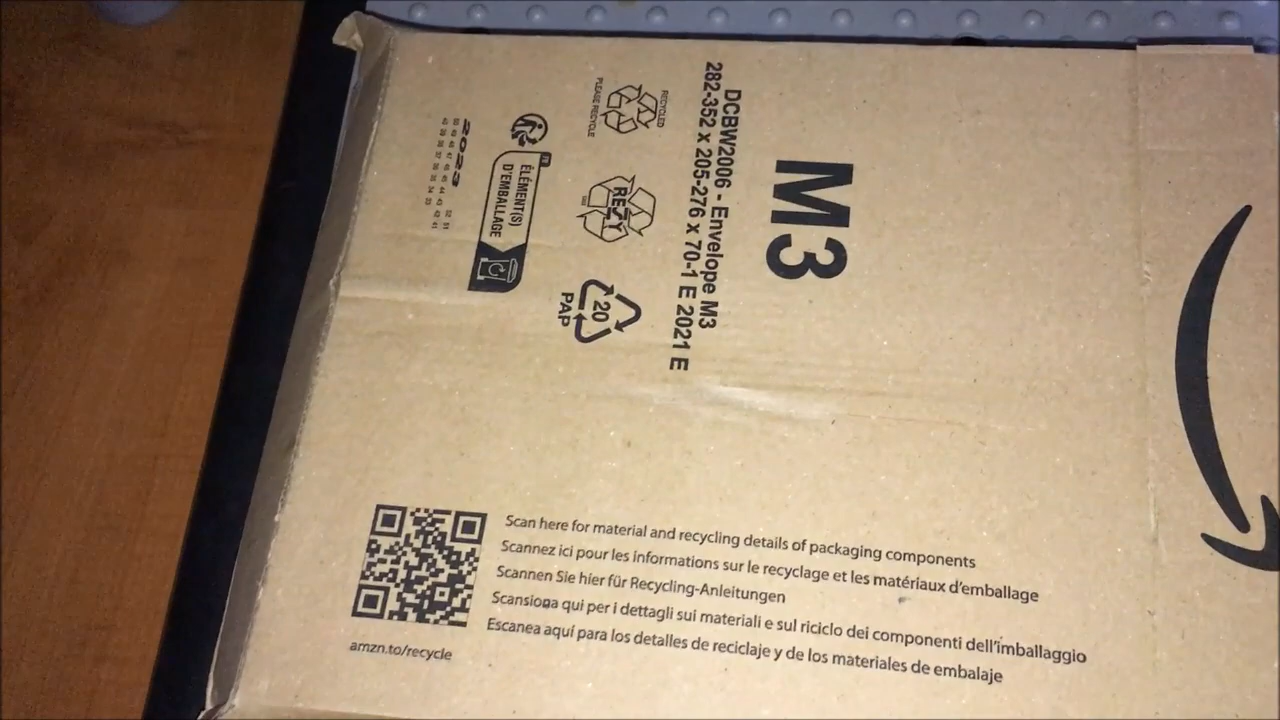 M3
DCBW2006 - Envelope M3
282-352 x 205-276 x 70-1 E 2021 E
RECYCLED
PLEASE RECYCLE
RESY
20
PAP
FR
ÉLÉMENT(S)
D'EMBALLAGE
2023
Scan here for material and recycling details of packaging components
Scannez ici pour les informations sur le recyclage et les matériaux d'emballage
Scannen Sie hier für Recycling-Anleitungen
Scansiona qui per i dettagli sui materiali e sul riciclo dei componenti dell'imballaggio
Escanea aquí para los detalles de reciclaje y de los materiales de embalaje
amzn.to/recycle